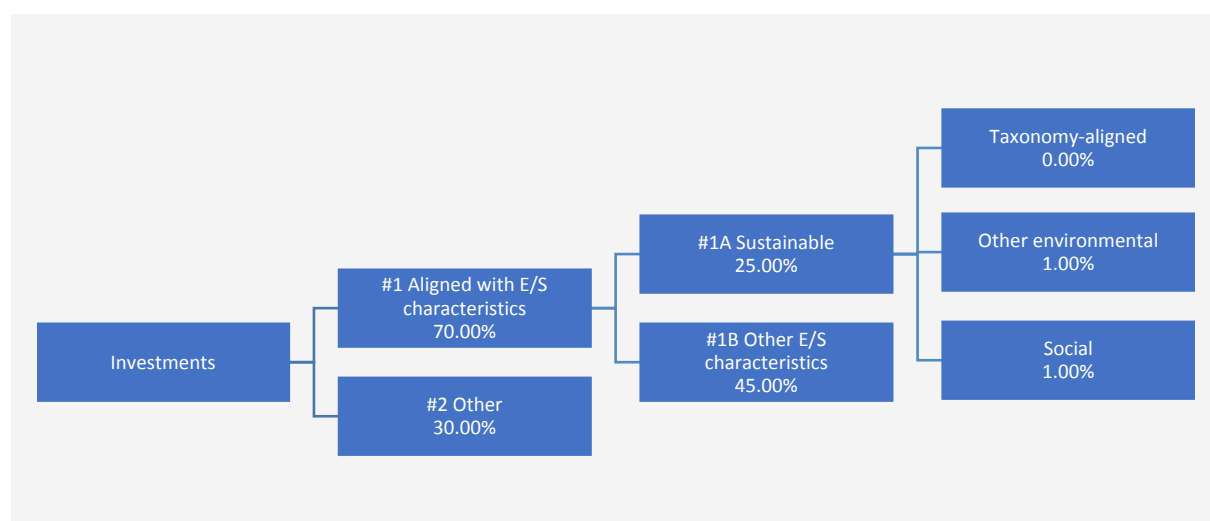 Investments
#1 Aligned with E/S
characteristics
70.00%
#2 Other
30.00%
#1A Sustainable
25.00%
#1B Other E/S
characteristics
45.00%
Taxonomy-aligned
0.00%
Other environmental
1.00%
Social
1.00%